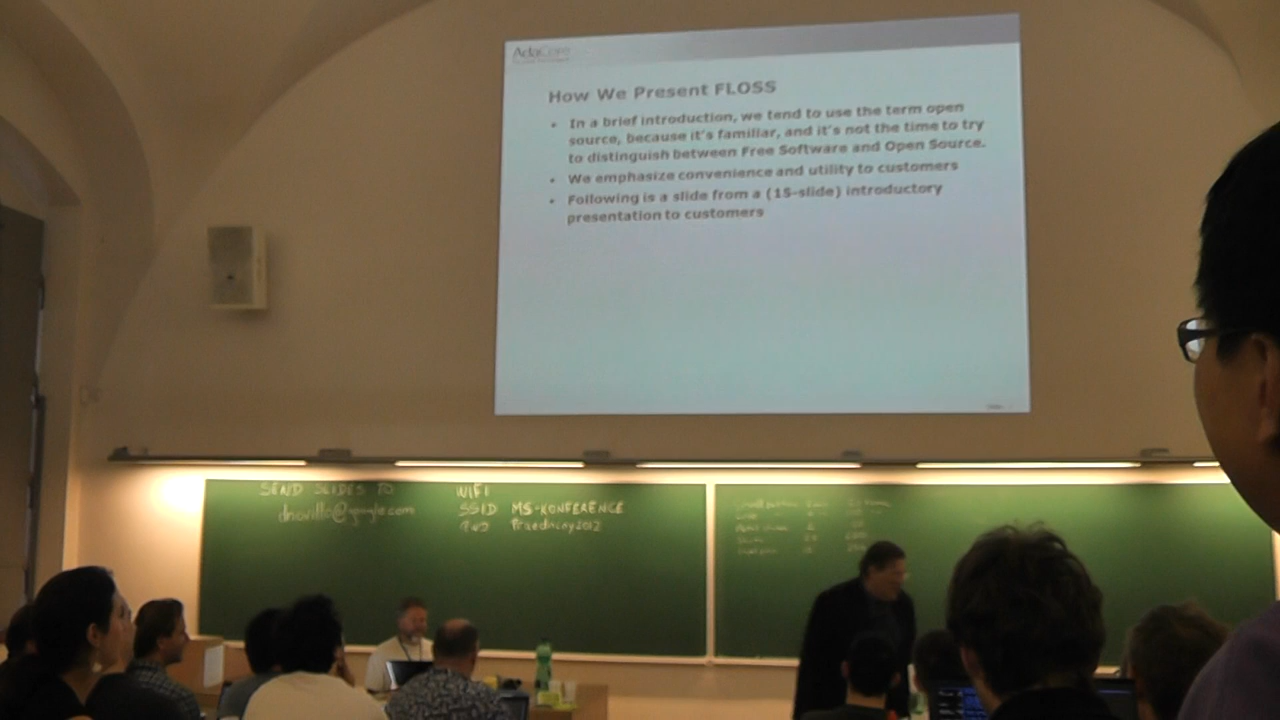 AdaCore
How We Present FLOSS
• In a brief introduction, we tend to use the term open
source, because it's familiar, and it's not the time to try
to distinguish between Free Software and Open Source.
• We emphasize convenience and utility to customers
• Following is a slide from a (15-slide) introductory
presentation to customers
SEND SLIDES TO
dnovillo@google.com
WIFI
SSID MS-KONFERENCE
PWD